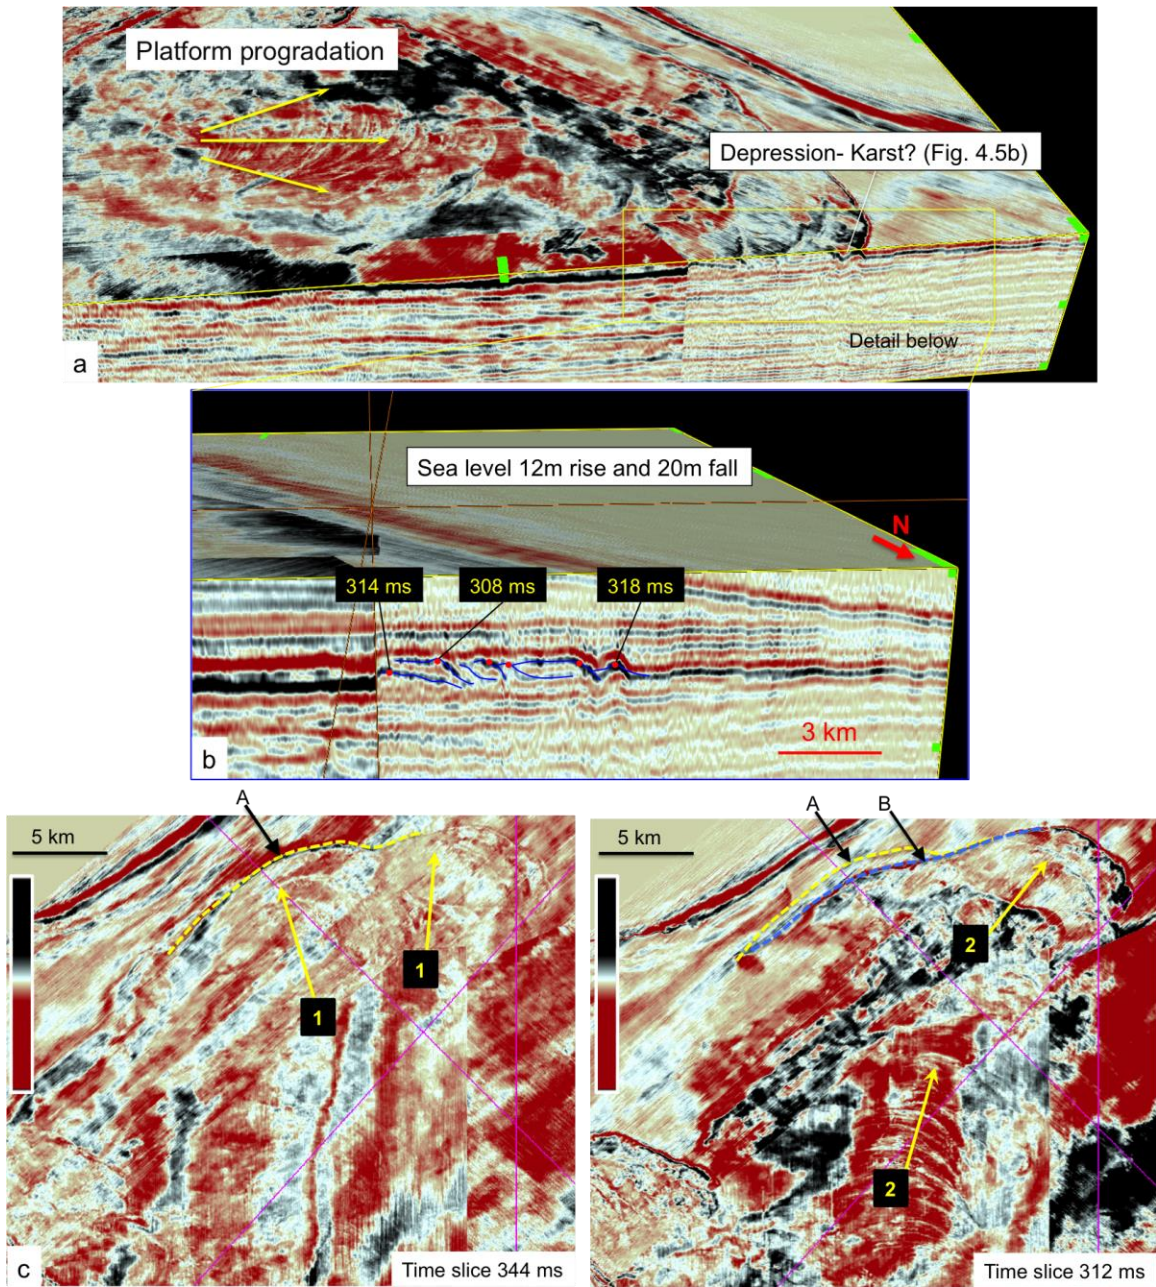 Platform progradation
Depression- Karst? (Fig. 4.5b)
Detail below
a
Sea level 12m rise and 20m fall
N
314 ms
308 ms
318 ms
3 km
b
A
5 km
1
1
c
Time slice 344 ms
A
B
5 km
2
2
Time slice 312 ms